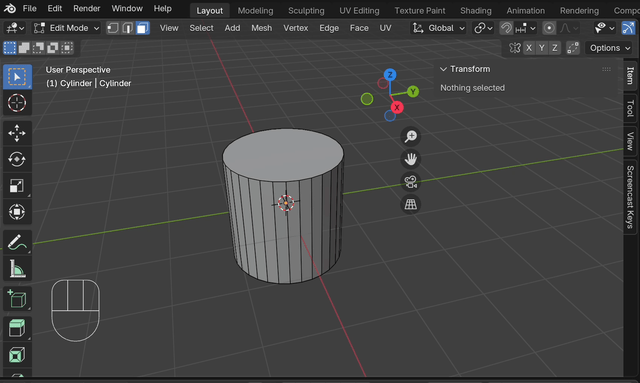 File Edit Render Window Help Layout Modeling Sculpting UV Editing Texture Paint Shading Animation Rendering
Edit Mode View Select Add Mesh Vertex Edge Face UV Global
X Y Z Options
User Perspective
(1) Cylinder | Cylinder
Z
Y
X
Transform
Nothing selected
Item
Tool
View
Screencast Keys